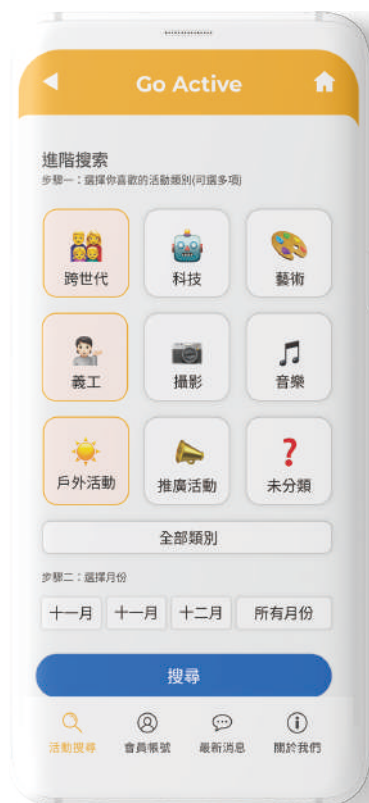 Go Active
進階搜索
步驟一：選擇你喜歡的活動類別(可選多項)
跨世代 科技 藝術
義工 攝影 音樂
戶外活動 推廣活動 未分類
全部類別
步驟二：選擇月份
十一月 十一月 十二月 所有月份
搜尋
活動搜尋 會員帳號 最新消息 關於我們